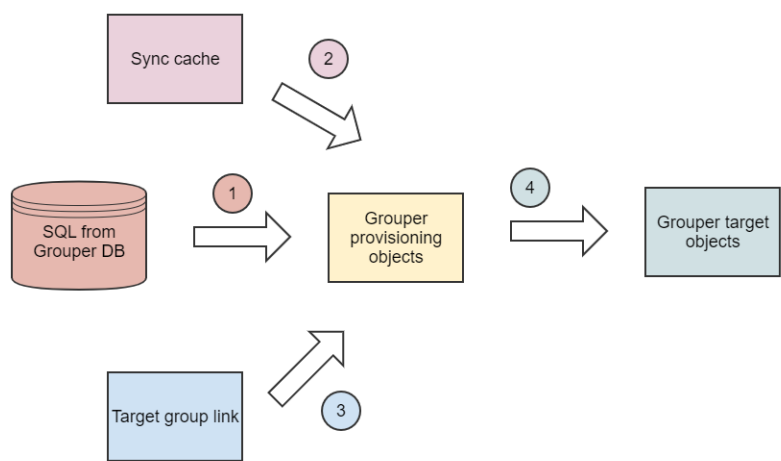 Sync cache
2
1
4
SQL from
Grouper DB
Grouper
provisioning
objects
Grouper target
objects
Target group link
3